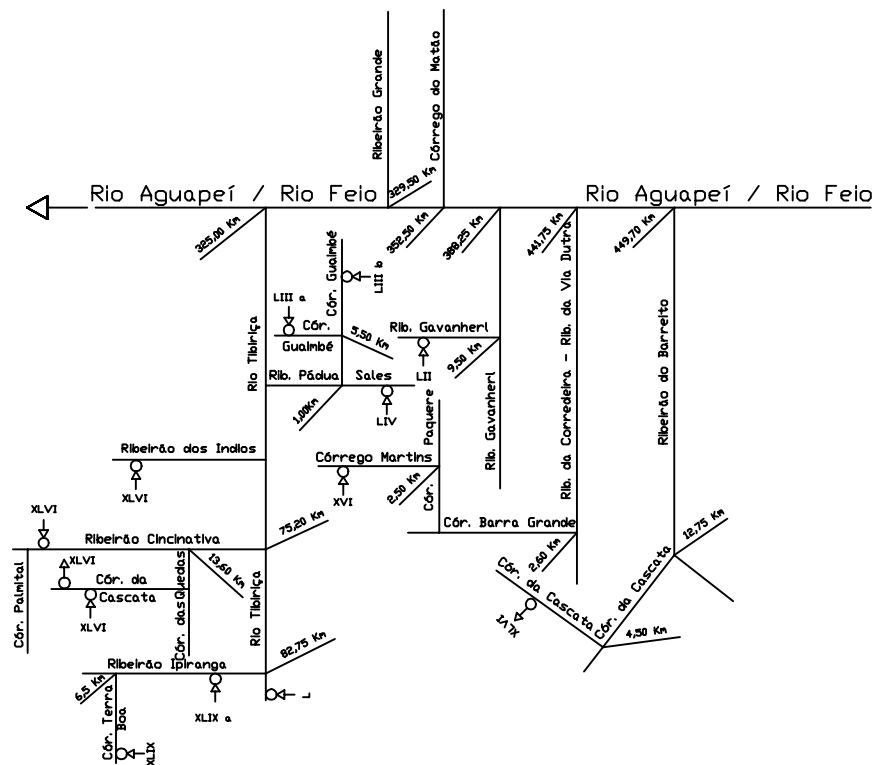 Ribeirão Grande
Córrego do Matão
Rio Aguapeí / Rio Feio
329,50 Km
Rio Aguapeí / Rio Feio
325,00 Km
352,50 Km
388,25 Km
441,75 Km
449,70 Km
Rio Tibiriça
Cór. Guaimbé
LIII b
LIII a
Cór.
Guaimbé
5,50 Km
Rib. Gavanherl
LII
9,50 Km
Rib. Pádua Sales
1,00Km
LIV
Rib. Gavanherl
Rib. da Corredeira - Rib. da Via Dutra
Ribeirão do Barreito
Cór. Paquere
Ribeirão dos Indios
XLVI
Córrego Martins
XVI
2,50 Km
Cór. Barra Grande
2,60 Km
XLVI
Ribeirão Cincinativa
75,20 Km
13,60 Km
Cór. Palmital
XLVI
Cór. da
Cascata
XLVI
Cór. das Quedas
Rio Tibiriça
Cór. da Cascata
XLVI
Cór. da Cascata
12,75 Km
4,50 Km
Ribeirão Ipiranga
82,75 Km
6,5 Km
XLIX a
L
Cór. Terra
Boa
XLIX